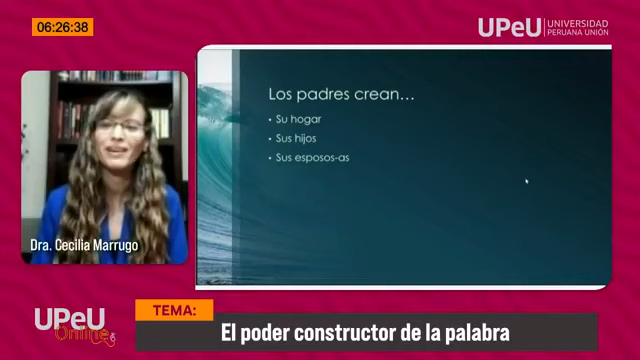 06:26:38
UPeU UNIVERSIDAD
PERUANA UNIÓN
Los padres crean...
• Su hogar
• Sus hijos
• Sus esposos-as
Dra. Cecilia Marrugo
UPeU
Online
TEMA:
El poder constructor de la palabra